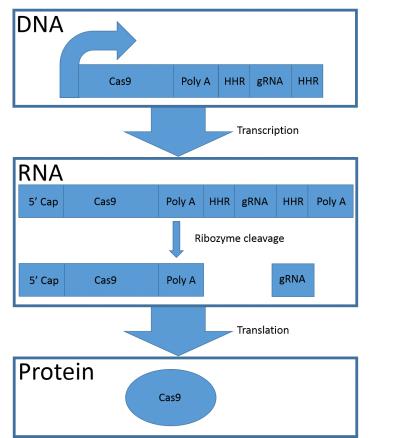 DNA
Cas9 Poly A HHR gRNA HHR
Transcription
RNA
5’ Cap Cas9 Poly A HHR gRNA HHR Poly A
Ribozyme cleavage
5’ Cap Cas9 Poly A gRNA
Translation
Protein
Cas9